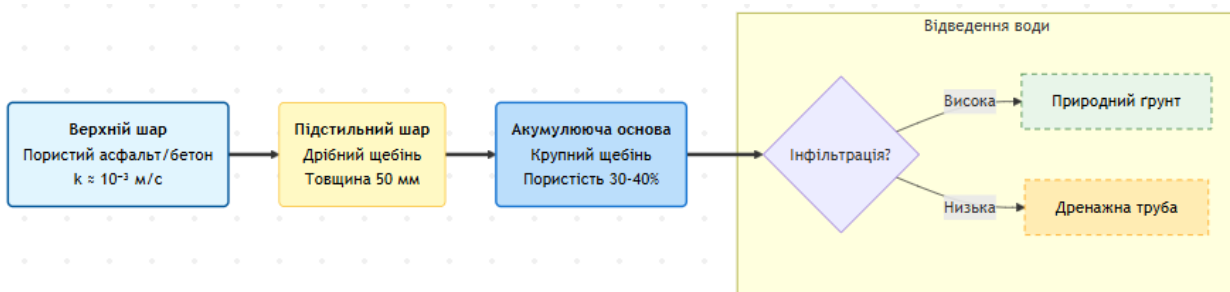 Відведення води
Верхній шар
Пористий асфальт/бетон
k ≈ 10⁻³ м/с
Підстильний шар
Дрібний щебінь
Товщина 50 мм
Акумулююча основа
Крупний щебінь
Пористість 30-40%
Інфільтрація?
Висока
Природний ґрунт
Низька
Дренажна труба